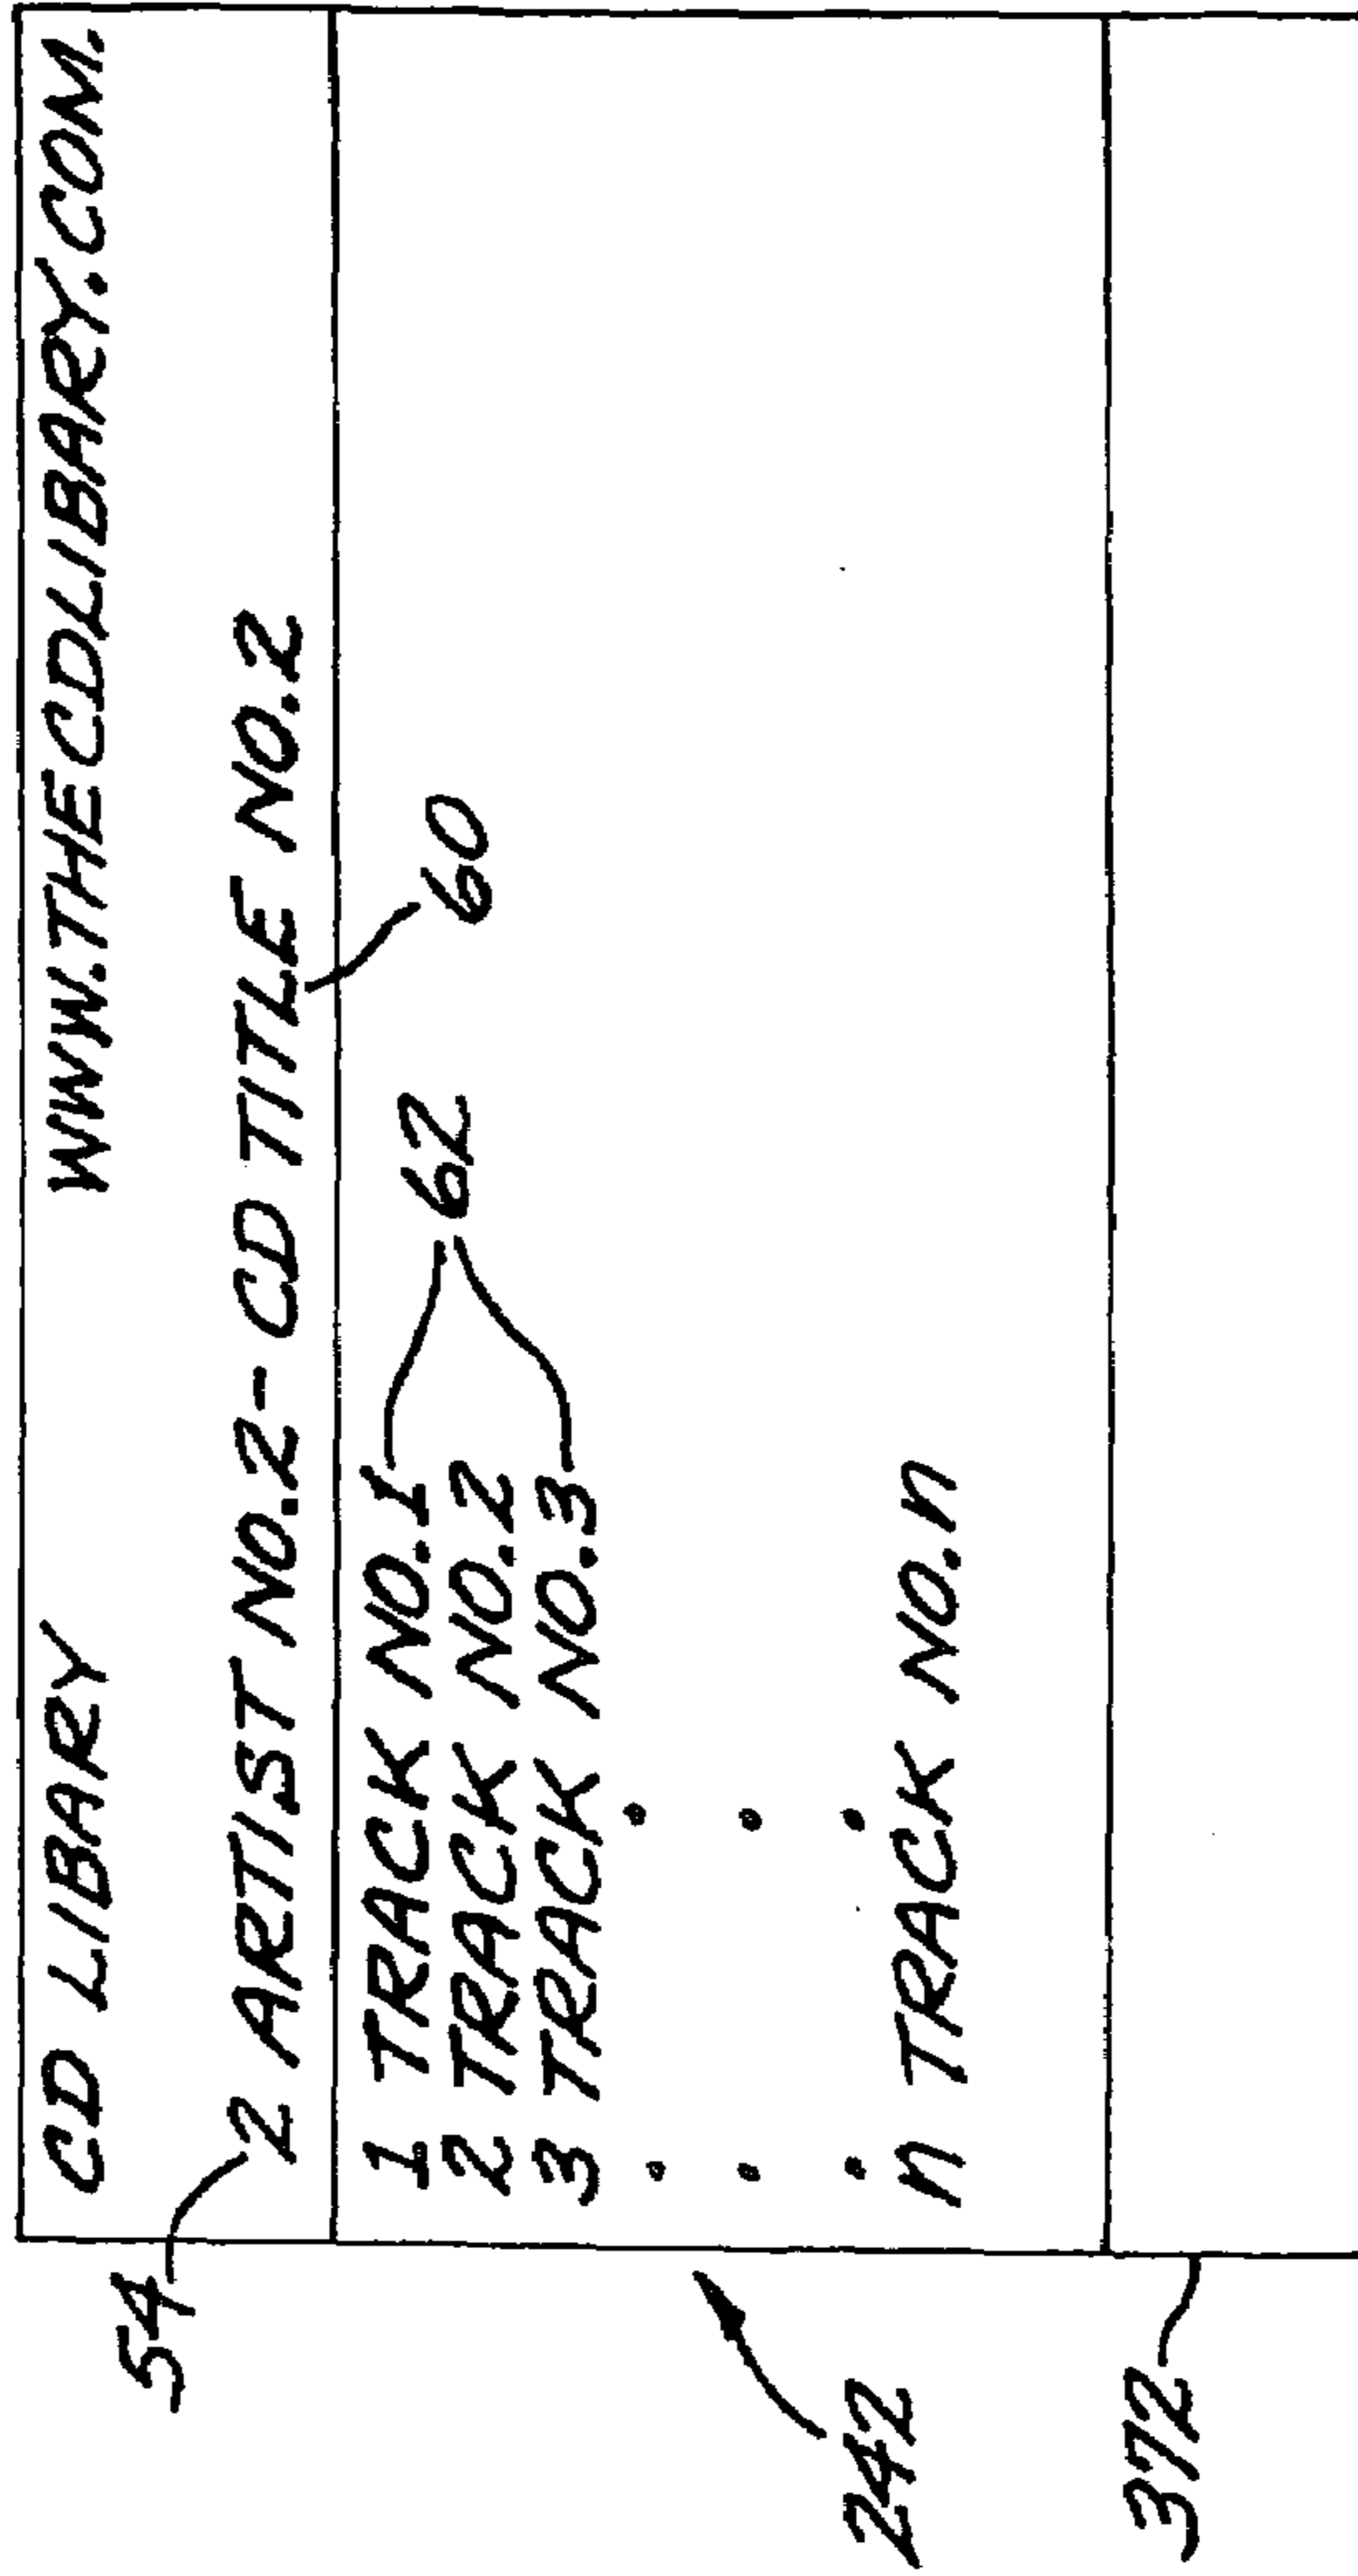 CD LIBARY WWW.THECDLIBARY.COM.
54
2 ARTIST NO.2- CD TITLE NO.2
60
1 TRACK NO.1
62
2 TRACK NO.2
3 TRACK NO.3
. .
. .
. .
n TRACK NO.n
242
372